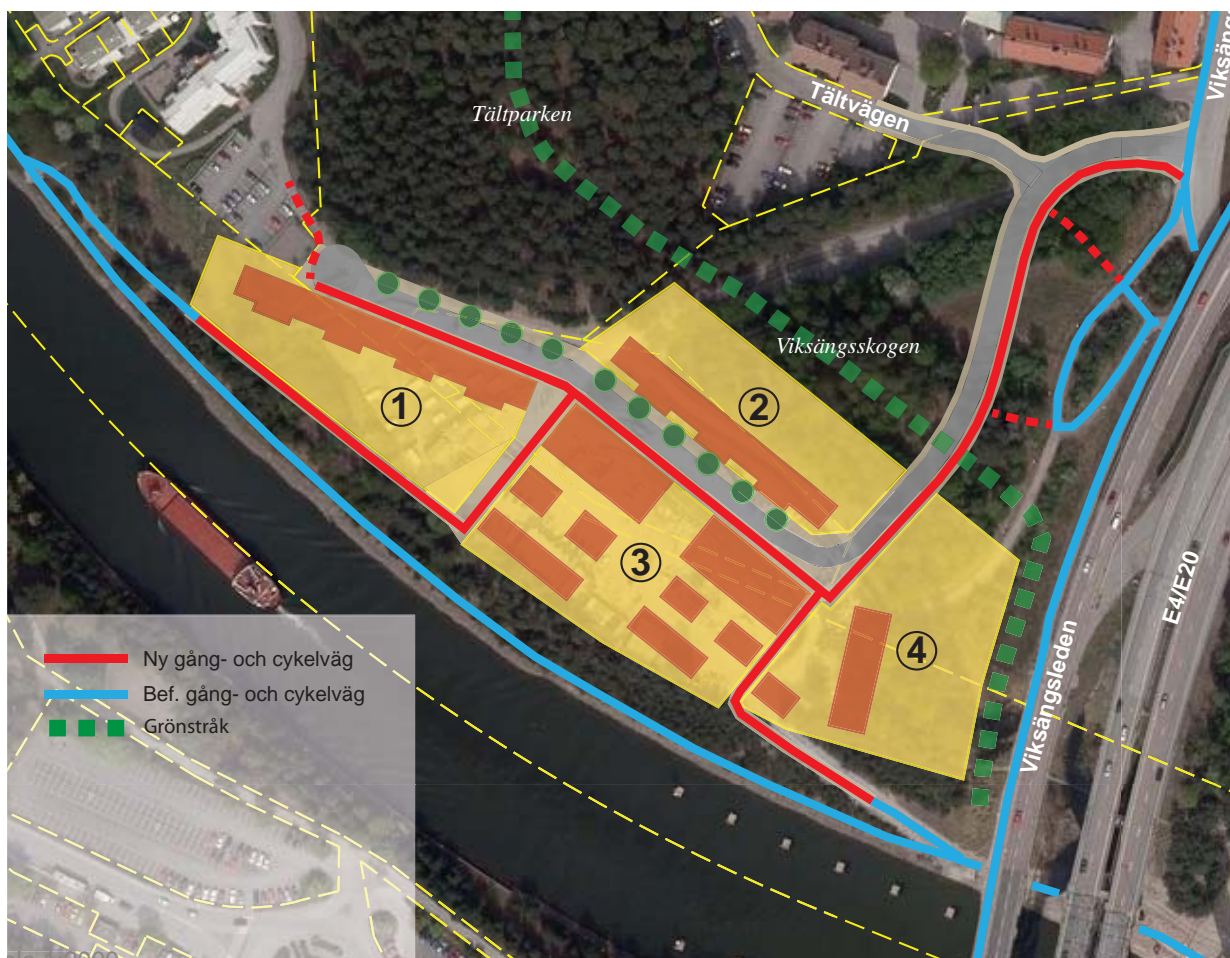 Viksäng
Tältparken
Tältvägen
Viksängsskogen
①
②
③
④
E4/E20
Viksängsleden
Ny gång- och cykelväg
Bef. gång- och cykelväg
Grönstråk